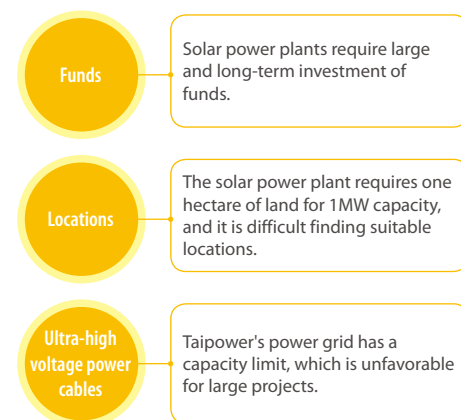 Funds
Solar power plants require large
and long-term investment of
funds.
Locations
The solar power plant requires one
hectare of land for 1MW capacity,
and it is difficult finding suitable
locations.
Ultra-high
voltage power
cables
Taipower's power grid has a
capacity limit, which is unfavorable
for large projects.